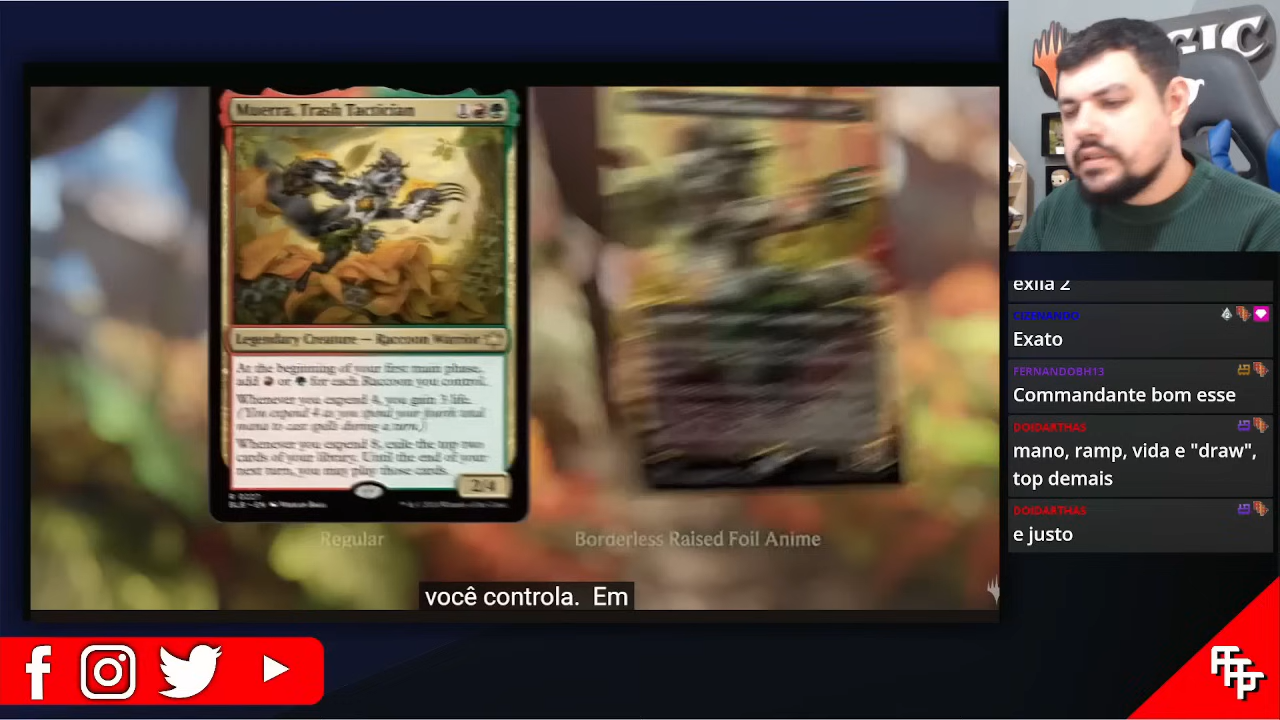 Muerra, Trash Tactician
Legendary Creature — Raccoon Warrior
At the beginning of your first main phase,
add or for each Raccoon you control.
Whenever you expend 4, you gain 3 life.
(You expend 4 as you spend your fourth total
mana to cast spells during a turn.)
Whenever you expend 8, exile the top two
cards of your library. Until the end of your
next turn, you may play those cards.
2/4
Regular
Borderless Raised Foil Anime
você controla. Em
GIC
exila 2
CIZENANDO
Exato
FERNANDOBH13
Commandante bom esse
DOIDARTHAS
mano, ramp, vida e "draw",
top demais
DOIDARTHAS
e justo